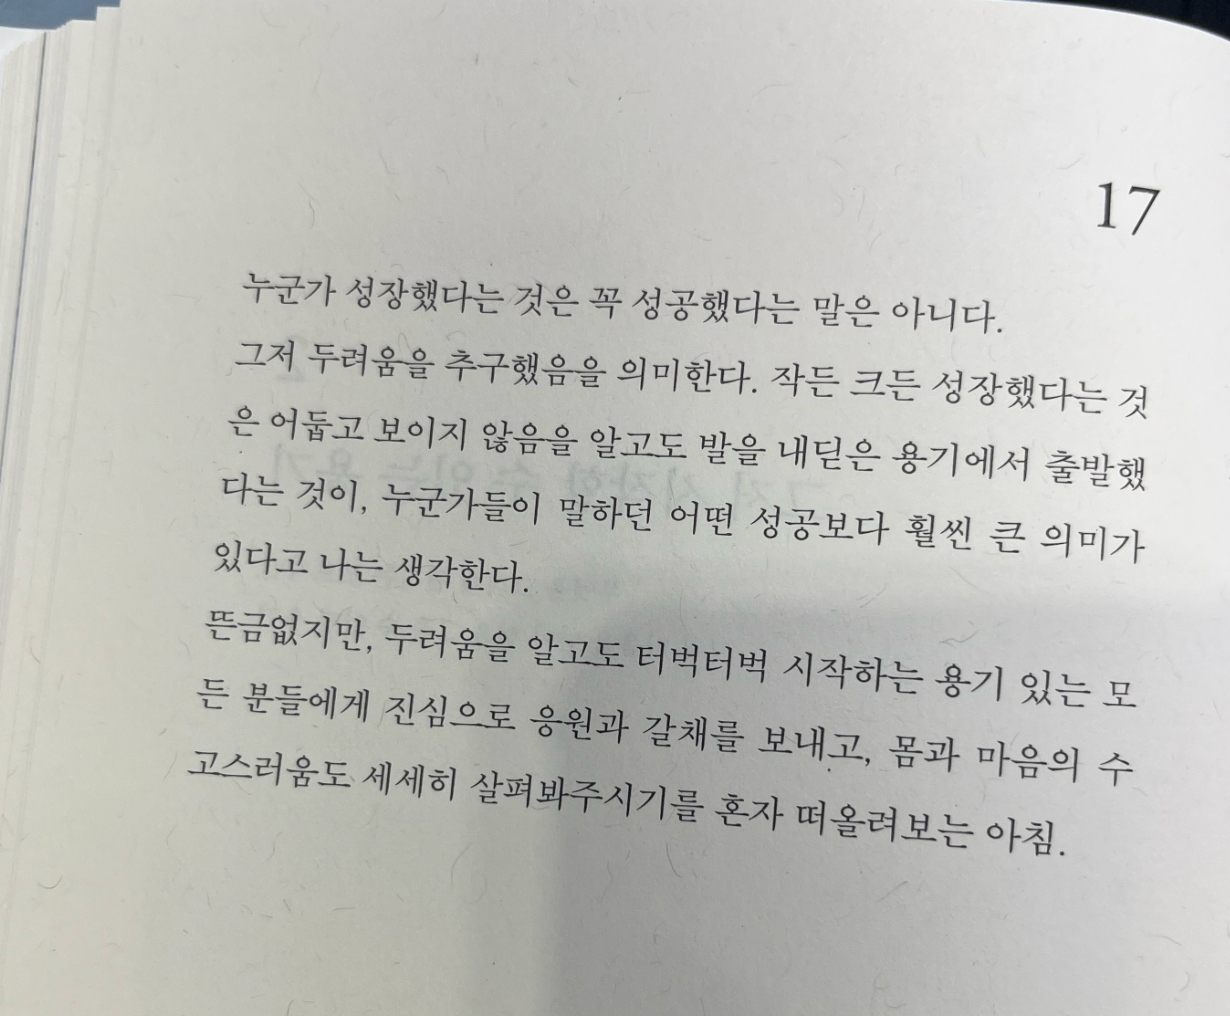 17
누군가 성장했다는 것은 꼭 성공했다는 말은 아니다.
그저 두려움을 추구했음을 의미한다. 작든 크든 성장했다는 것
은 어둡고 보이지 않음을 알고도 발을 내딛은 용기에서 출발했
다는 것이, 누군가들이 말하던 어떤 성공보다 훨씬 큰 의미가
있다고 나는 생각한다.
뜬금없지만, 두려움을 알고도 터벅터벅 시작하는 용기 있는 모
든 분들에게 진심으로 응원과 갈채를 보내고, 몸과 마음의 수
고스러움도 세세히 살펴봐주시기를 혼자 떠올려보는 아침.